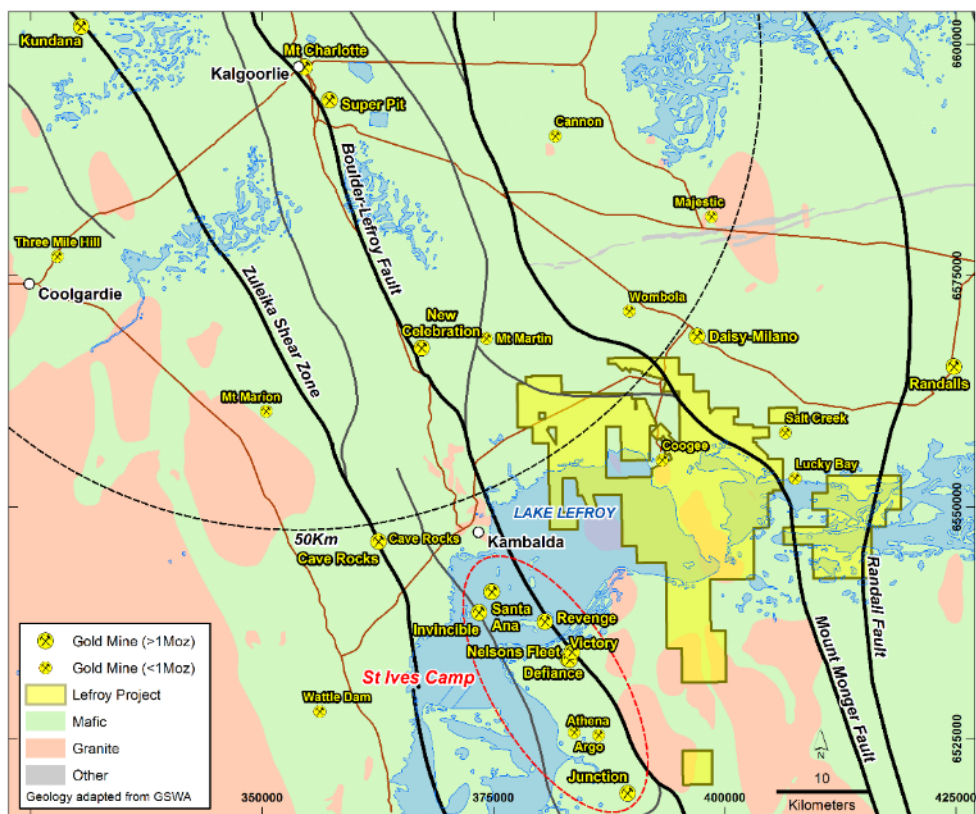 Kundana
Mt Charlotte
Kalgoorlie
Super Pit
Cannon
6600000
Boulder-Lefroy Fault
Majestic
Three Mile Hill
Coolgardie
6575000
Zuleika Shear Zone
Wombola
New
Celebration
Mt Martin
Daisy-Milano
Randalls
Mt Marion
Salt Creek
Coogee
Lucky Bay
LAKE LEFROY
6550000
50Km
Kambalda
Cave Rocks
Cave Rocks
Randall Fault
Santa
Ana
Invincible
Revenge
Victory
Nelsons Fleet
Defiance
Mount Monger Fault
St Ives Camp
Wattle Dam
Athena
Argo
Junction
6525000
Gold Mine (>1Moz)
Gold Mine (<1Moz)
Lefroy Project
Mafic
Granite
Other
Geology adapted from GSWA
N
10
Kilometers
350000
375000
400000
425000